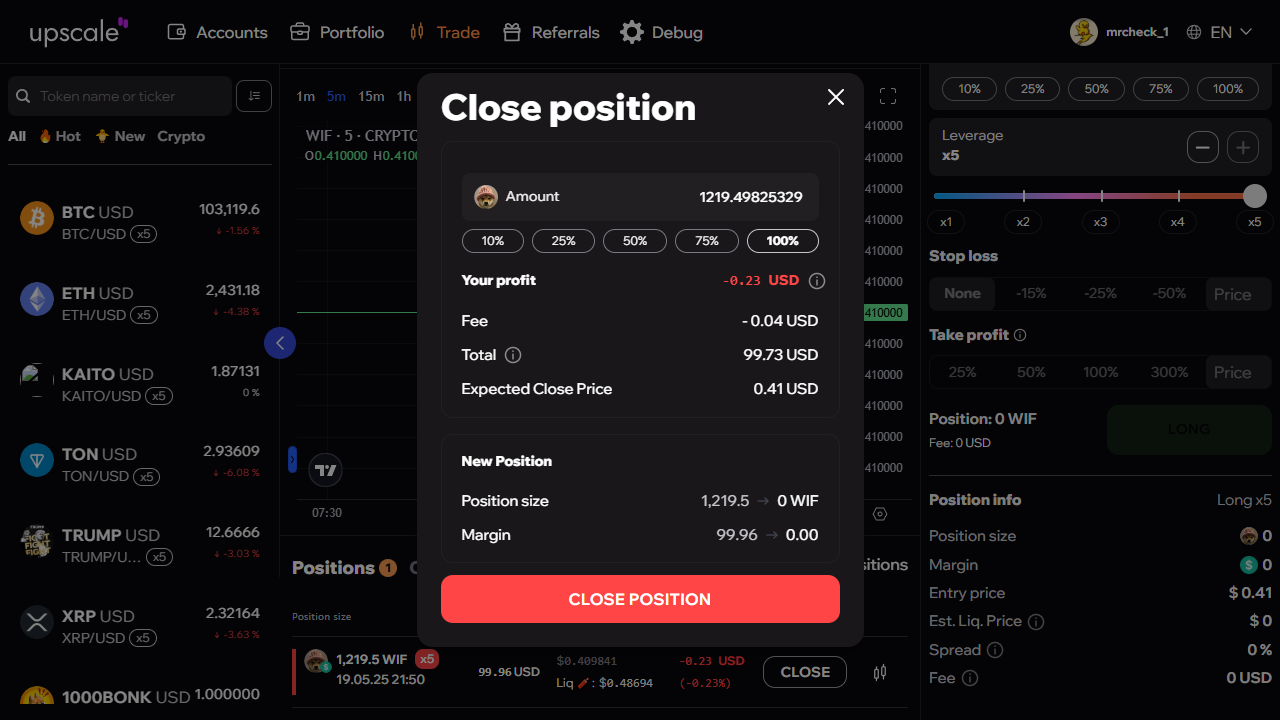 upscale
Accounts
Portfolio
Trade
Referrals
Debug
mrcheck_1
EN
Token name or ticker
All
Hot
New
Crypto
BTC USD
103,119.6
BTC/USD x5
-1.56 %
ETH USD
2,431.18
ETH/USD x5
-4.38 %
KAITO USD
1.87131
KAITO/USD x5
0 %
TON USD
2.93609
TON/USD x5
-6.08 %
TRUMP USD
12.6666
TRUMP/U... x5
-3.03 %
XRP USD
2.32164
XRP/USD x5
-3.63 %
1000BONK USD
1.000000
1m 5m 15m 1h
WIF · 5 · CRYPTO
O0.410000 H0.4100
07:30
410000
410000
410000
410000
410000
410000
410000
410000
410000
410000
410000
410000
Close position
Amount
1219.49825329
10% 25% 50% 75% 100%
Your profit
-0.23 USD
Fee
- 0.04 USD
Total
99.73 USD
Expected Close Price
0.41 USD
New Position
Position size
1,219.5 → 0 WIF
Margin
99.96 → 0.00
CLOSE POSITION
Positions 1
sitions
Position size
1,219.5 WIF x5
19.05.25 21:50
99.96 USD
$0.409841
Liq : $0.48694
-0.23 USD
(-0.23%)
CLOSE
10% 25% 50% 75% 100%
Leverage
x5
x1 x2 x3 x4 x5
Stop loss
None -15% -25% -50% Price
Take profit
25% 50% 100% 300% Price
Position: 0 WIF
Fee: 0 USD
LONG
Position info
Long x5
Position size
0
Margin
0
Entry price
$ 0.41
Est. Liq. Price
$ 0
Spread
0 %
Fee
0 USD